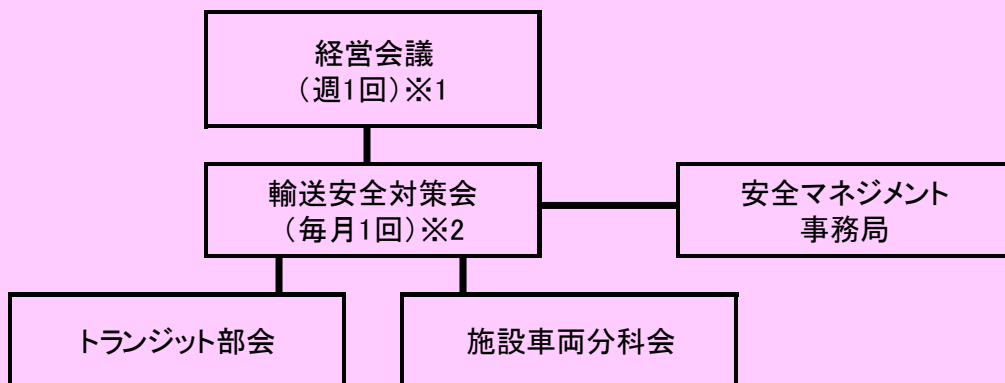 経営会議
（週1回）※1
輸送安全対策会
（毎月1回）※2
安全マネジメント
事務局
トランジット部会
施設車両分科会